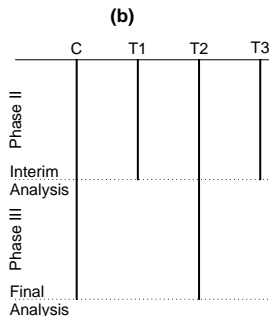 (b)
C T1 T2 T3
Phase II
Interim
Analysis
Phase III
Final
Analysis